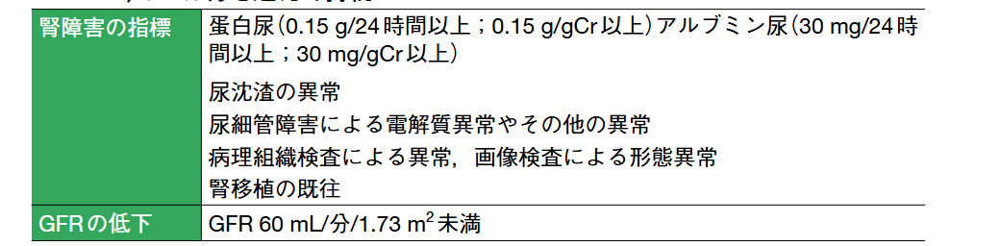 腎障害の指標
蛋白尿（0.15 g/24時間以上；0.15 g/gCr以上）アルブミン尿（30 mg/24時
間以上；30 mg/gCr以上）
尿沈渣の異常
尿細管障害による電解質異常やその他の異常
病理組織検査による異常，画像検査による形態異常
腎移植の既往
GFRの低下
GFR 60 mL/分/1.73 m²未満